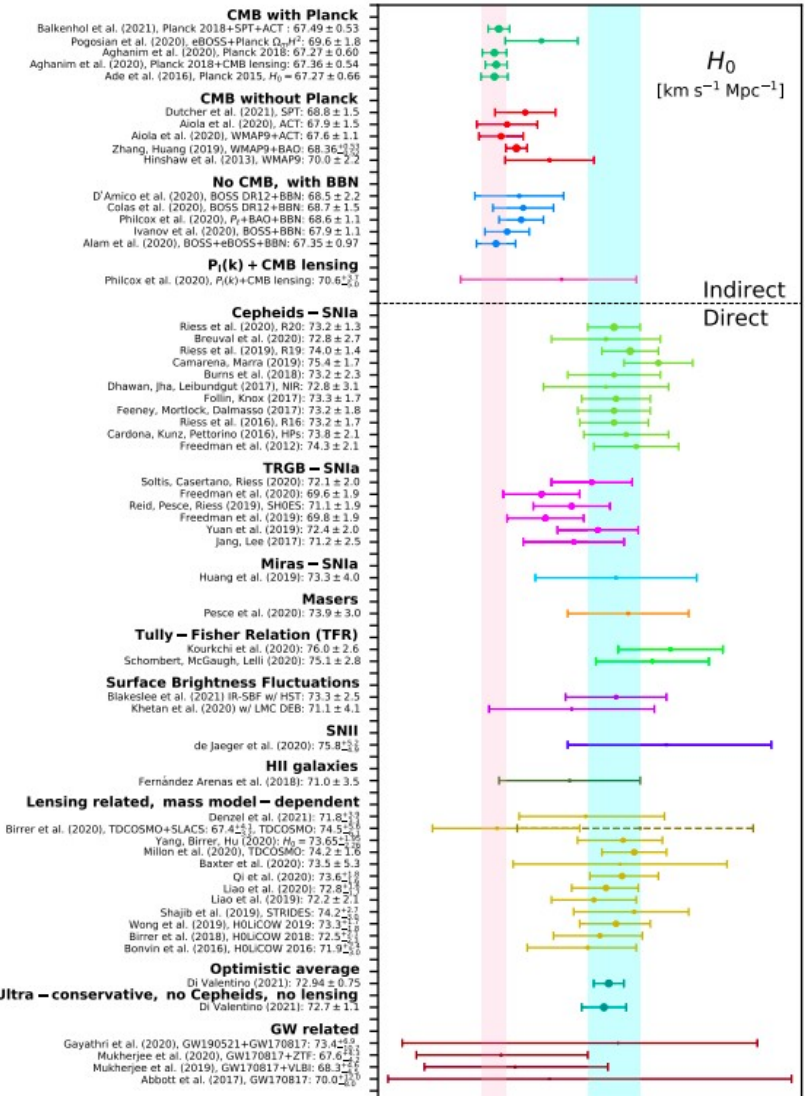 CMB with Planck
Balkenhol et al. (2021), Planck 2018+SPT+ACT : 67.49 ± 0.53
Pogosian et al. (2020), eBOSS+Planck Ω_mH²: 69.6 ± 1.8
Aghanim et al. (2020), Planck 2018: 67.27 ± 0.60
Aghanim et al. (2020), Planck 2018+CMB lensing: 67.36 ± 0.54
Ade et al. (2016), Planck 2015, H₀ = 67.27 ± 0.66
H₀
[km s⁻¹ Mpc⁻¹]
CMB without Planck
Dutcher et al. (2021), SPT: 68.8 ± 1.5
Aiola et al. (2020), ACT: 67.9 ± 1.5
Aiola et al. (2020), WMAP9+ACT: 67.6 ± 1.1
Zhang, Huang (2019), WMAP9+BAO: 68.36
Hinshaw et al. (2013), WMAP9: 70.0 ± 2.2
No CMB, with BBN
D'Amico et al. (2020), BOSS DR12+BBN: 68.5 ± 2.2
Colas et al. (2020), BOSS DR12+BBN: 68.7 ± 1.5
Philcox et al. (2020), P_ℓ+BAO+BBN: 68.6 ± 1.1
Ivanov et al. (2020), BOSS+BBN: 67.9 ± 1.1
Alam et al. (2020), BOSS+eBOSS+BBN: 67.35 ± 0.97
P_l(k) + CMB lensing
Philcox et al. (2020), P_l(k)+CMB lensing: 70.6 +3.7 −5.0
Indirect
Direct
Cepheids − SNIa
Riess et al. (2020), R20: 73.2 ± 1.3
Breuval et al. (2020): 72.8 ± 2.7
Riess et al. (2019), R19: 74.0 ± 1.4
Camarena, Marra (2019): 75.4 ± 1.7
Burns et al. (2018): 73.2 ± 2.3
Dhawan, Jha, Leibundgut (2017), NIR: 72.8 ± 3.1
Follin, Knox (2017): 73.3 ± 1.7
Feeney, Mortlock, Dalmasso (2017): 73.2 ± 1.8
Riess et al. (2016), R16: 73.2 ± 1.7
Cardona, Kunz, Pettorino (2016), HPs: 73.8 ± 2.1
Freedman et al. (2012): 74.3 ± 2.1
TRGB − SNIa
Soltis, Casertano, Riess (2020): 72.1 ± 2.0
Freedman et al. (2020): 69.6 ± 1.9
Reid, Pesce, Riess (2019), SH0ES: 71.1 ± 1.9
Freedman et al. (2019): 69.8 ± 1.9
Yuan et al. (2019): 72.4 ± 2.0
Jang, Lee (2017): 71.2 ± 2.5
Miras − SNIa
Huang et al. (2019): 73.3 ± 4.0
Masers
Pesce et al. (2020): 73.9 ± 3.0
Tully − Fisher Relation (TFR)
Kourkchi et al. (2020): 76.0 ± 2.6
Schombert, McGaugh, Lelli (2020): 75.1 ± 2.8
Surface Brightness Fluctuations
Blakeslee et al. (2021) IR-SBF w/ HST: 73.3 ± 2.5
Khetan et al. (2020) w/ LMC DEB: 71.1 ± 4.1
SNII
de Jaeger et al. (2020): 75.8 +5.2 −4.9
HII galaxies
Fernández Arenas et al. (2018): 71.0 ± 3.5
Lensing related, mass model − dependent
Denzel et al. (2021): 71.8
Birrer et al. (2020), TDCOSMO+SLACS: 67.4 , TDCOSMO: 74.5
Yang, Birrer, Hu (2020): H₀ = 73.65
Millon et al. (2020), TDCOSMO: 74.2 ± 1.6
Baxter et al. (2020): 73.5 ± 5.3
Qi et al. (2020): 73.6
Liao et al. (2020): 72.8
Liao et al. (2019): 72.2 ± 2.1
Shajib et al. (2019), STRIDES: 74.2
Wong et al. (2019), H0LiCOW 2019: 73.3
Birrer et al. (2018), H0LiCOW 2018: 72.5
Bonvin et al. (2016), H0LiCOW 2016: 71.9
Optimistic average
Di Valentino (2021): 72.94 ± 0.75
Ultra − conservative, no Cepheids, no lensing
Di Valentino (2021): 72.7 ± 1.1
GW related
Gayathri et al. (2020), GW190521+GW170817: 73.4
Mukherjee et al. (2020), GW170817+ZTF: 67.6
Mukherjee et al. (2019), GW170817+VLBI: 68.3
Abbott et al. (2017), GW170817: 70.0